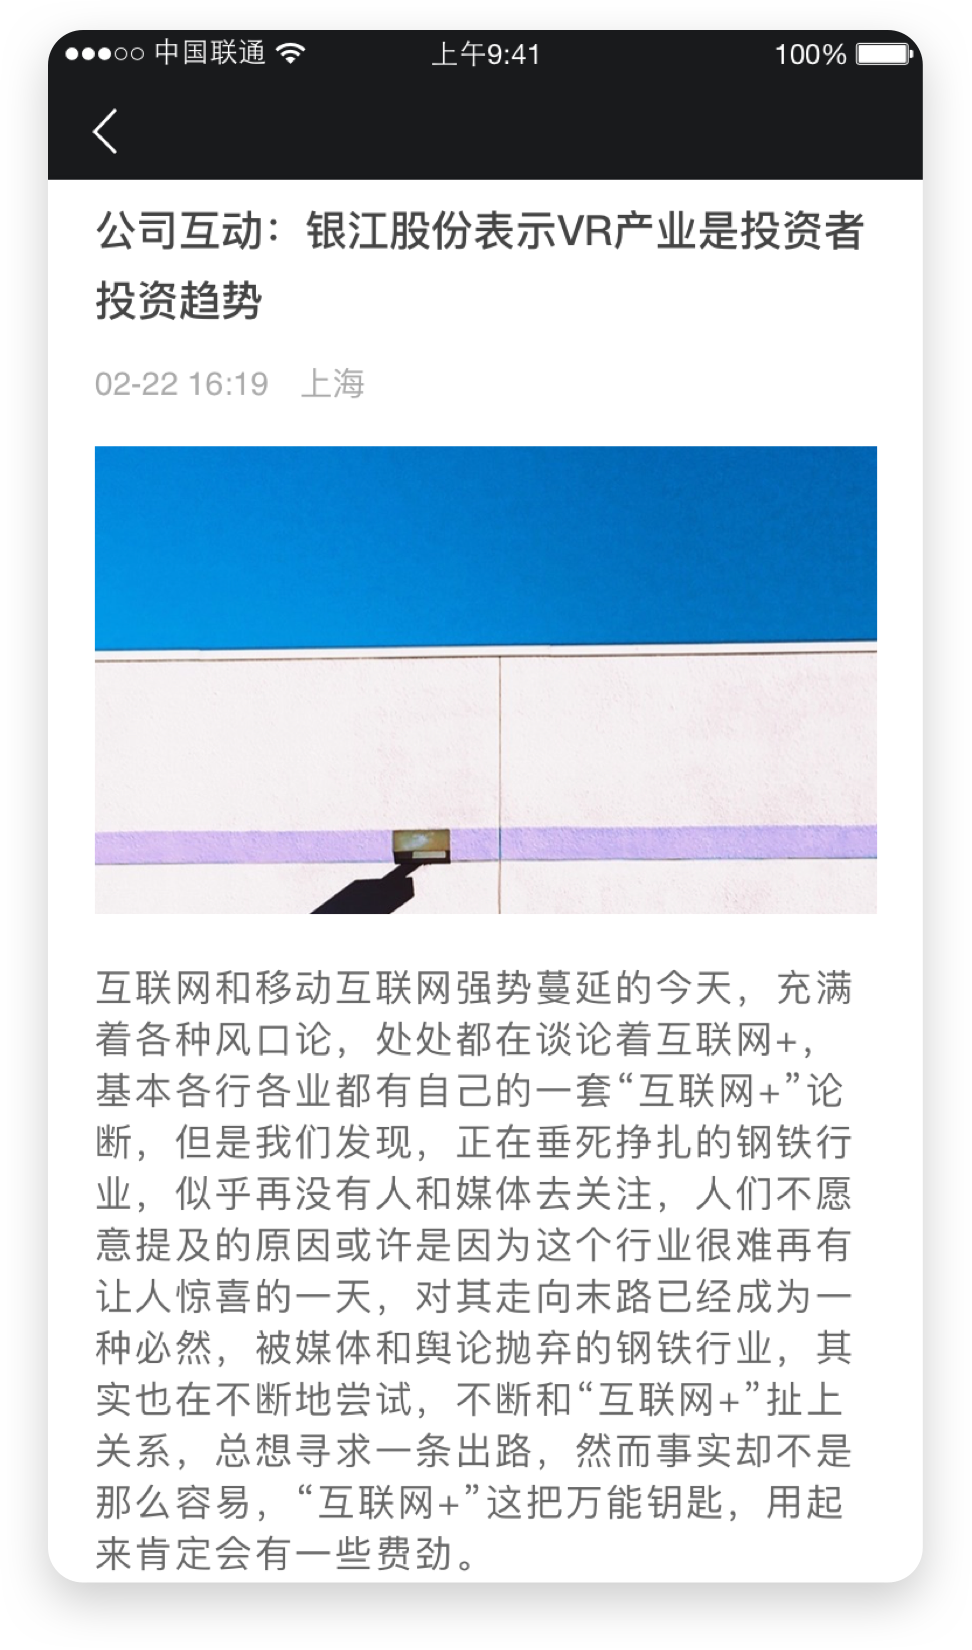 中国联通 上午9:41 100%
公司互动：银江股份表示VR产业是投资者
投资趋势
02-22 16:19 上海
互联网和移动互联网强势蔓延的今天，充满
着各种风口论，处处都在谈论着互联网+，
基本各行各业都有自己的一套“互联网+”论
断，但是我们发现，正在垂死挣扎的钢铁行
业，似乎再没有人和媒体去关注，人们不愿
意提及的原因或许是因为这个行业很难再有
让人惊喜的一天，对其走向末路已经成为一
种必然，被媒体和舆论抛弃的钢铁行业，其
实也在不断地尝试，不断和“互联网+”扯上
关系，总想寻求一条出路，然而事实却不是
那么容易，“互联网+”这把万能钥匙，用起
来肯定会有一些费劲。